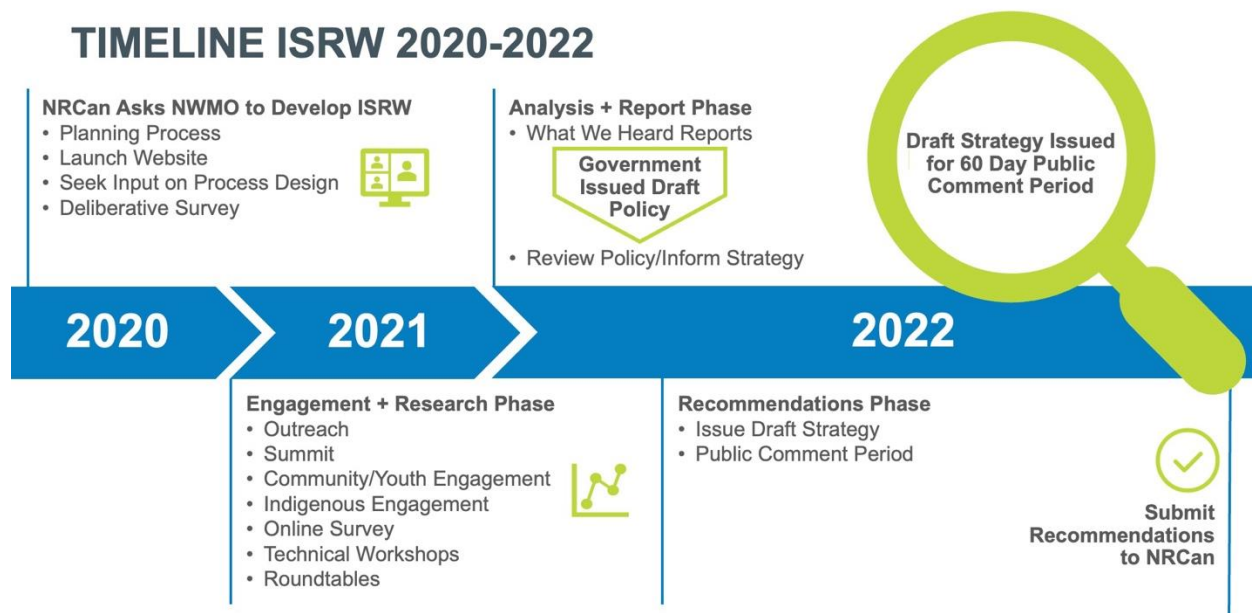 TIMELINE ISRW 2020-2022
NRCan Asks NWMO to Develop ISRW
• Planning Process
• Launch Website
• Seek Input on Process Design
• Deliberative Survey
Analysis + Report Phase
• What We Heard Reports
Government
Issued Draft
Policy
• Review Policy/Inform Strategy
Draft Strategy Issued
for 60 Day Public
Comment Period
2020
2021
2022
Engagement + Research Phase
• Outreach
• Summit
• Community/Youth Engagement
• Indigenous Engagement
• Online Survey
• Technical Workshops
• Roundtables
Recommendations Phase
• Issue Draft Strategy
• Public Comment Period
Submit
Recommendations
to NRCan